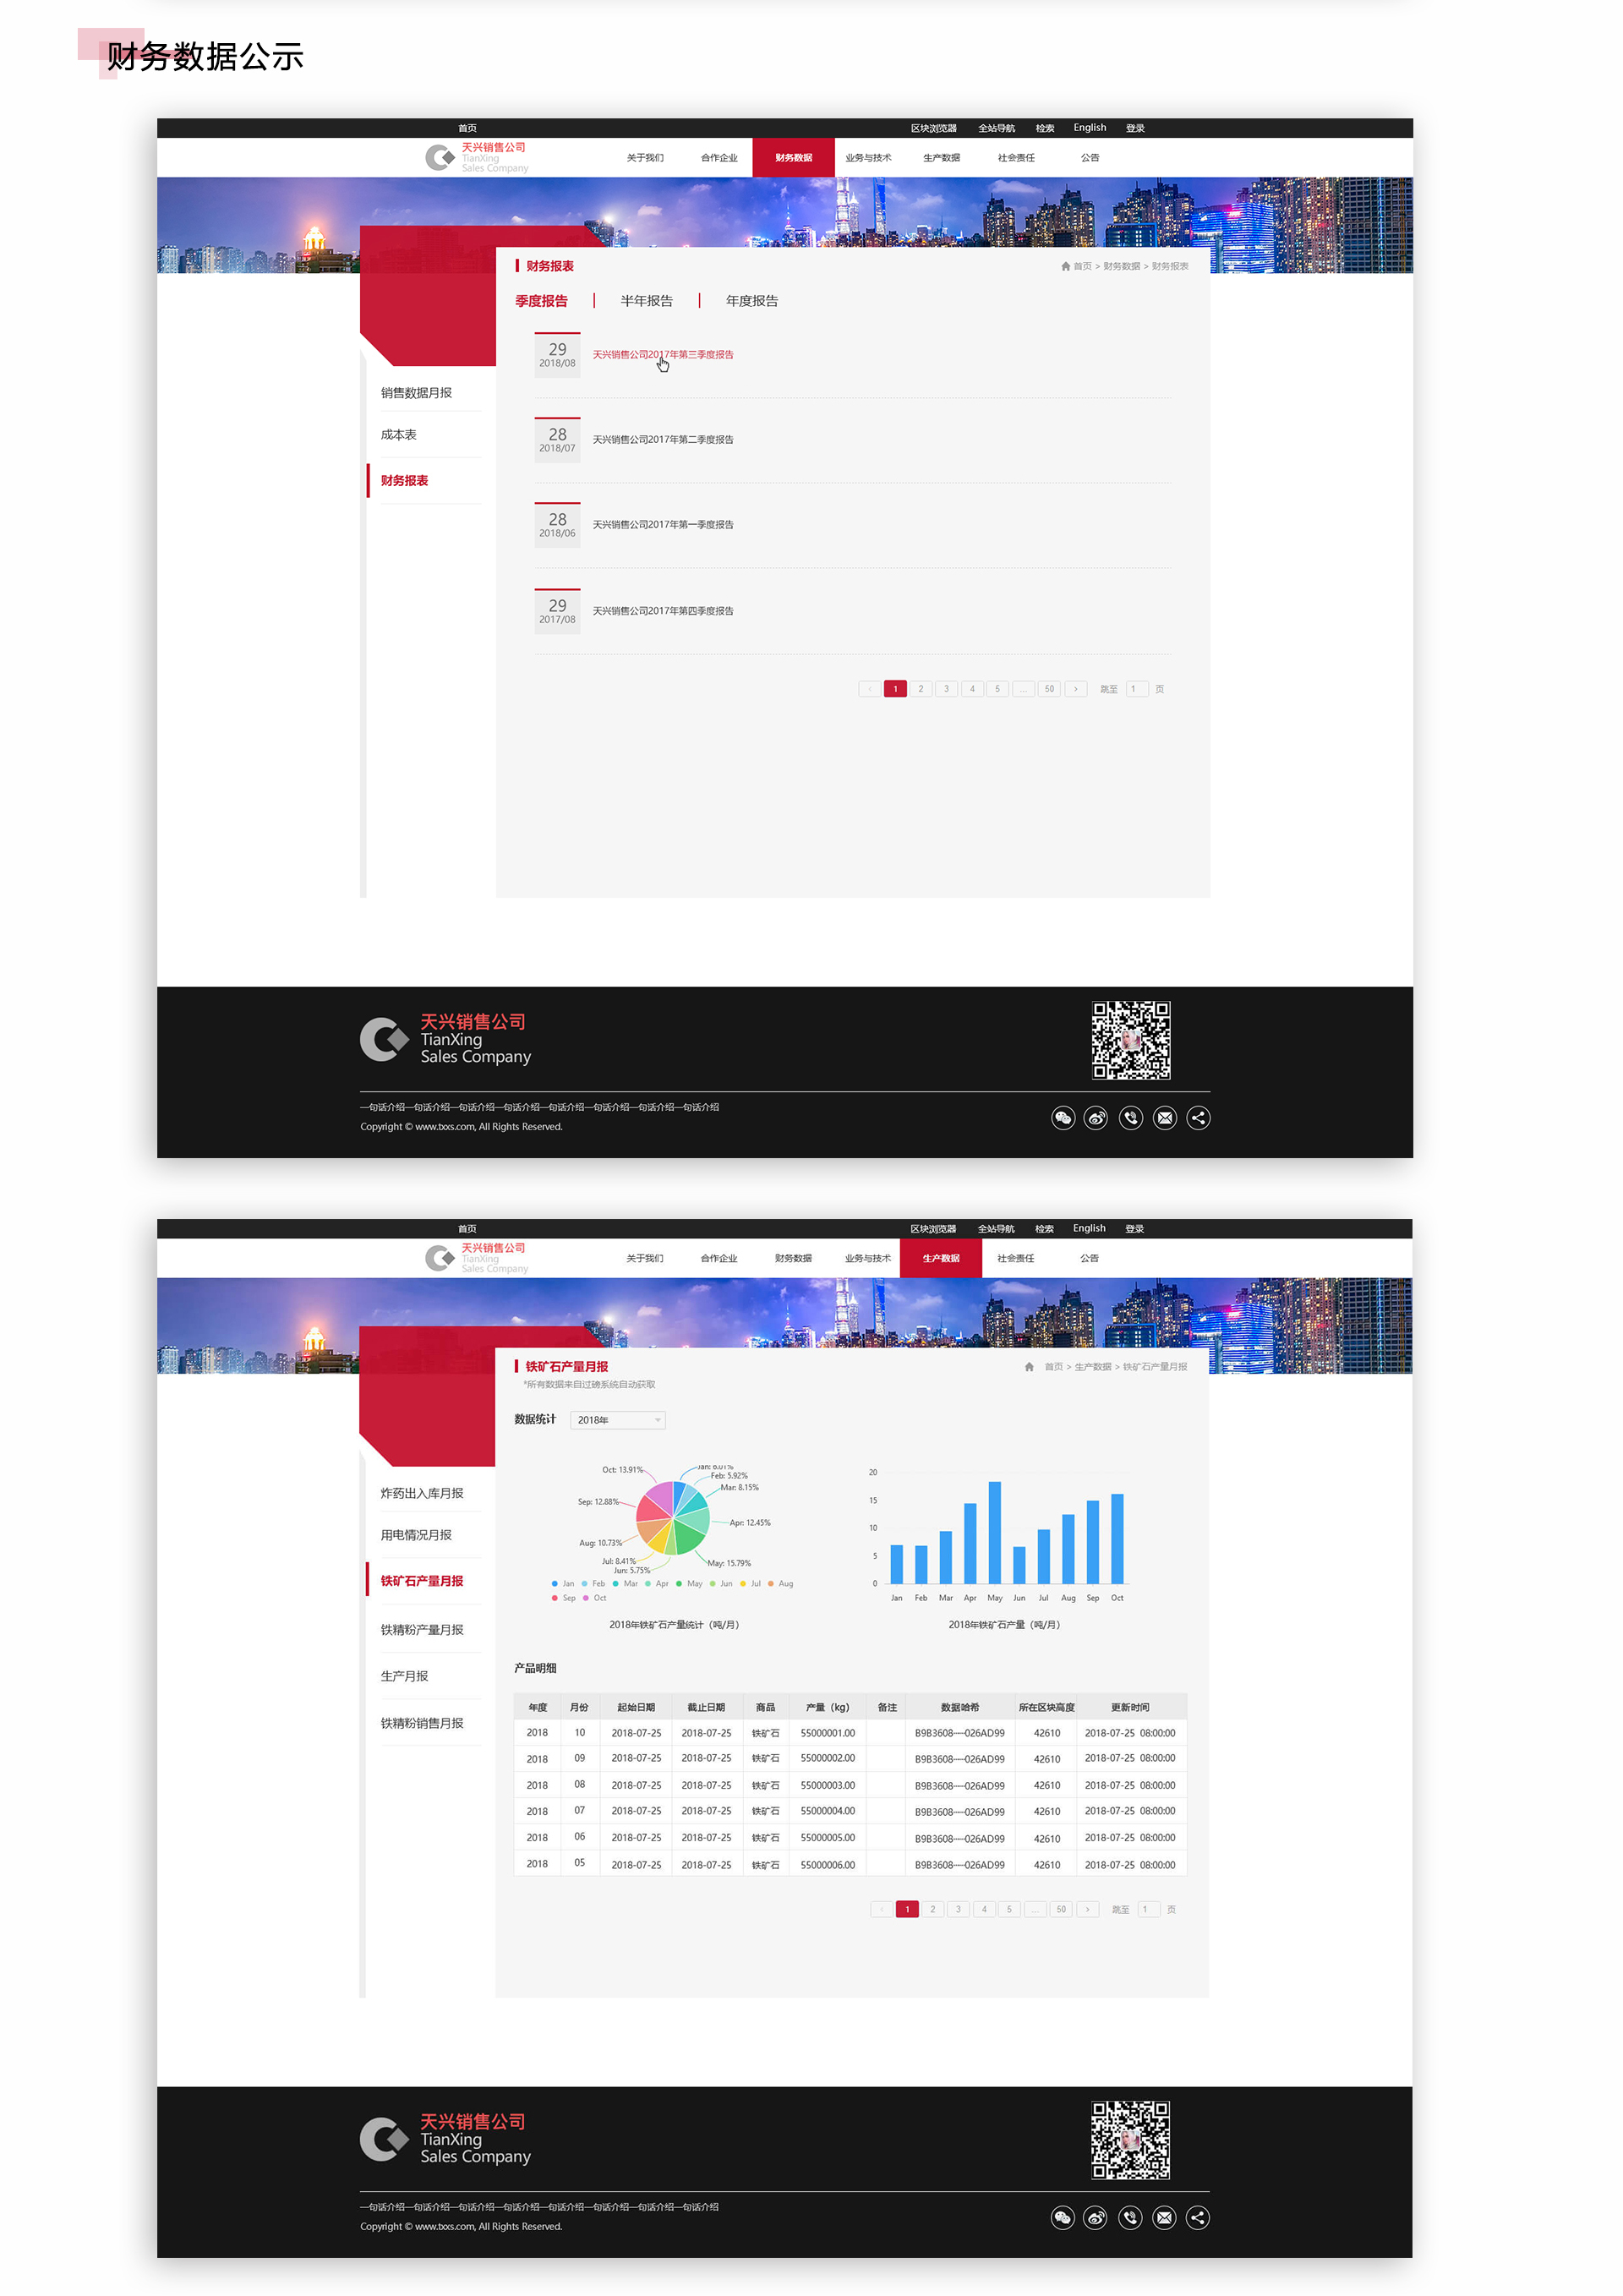 财务数据公示
首页 区块浏览器 全站导航 检索 English 登录
天兴销售公司
TianXing
Sales Company
关于我们 合作企业 财务数据 业务与技术 生产数据 社会责任 公告
财务报表
首页 > 财务数据 > 财务报表
季度报告 半年报告 年度报告
29
2018/08
天兴销售公司2017年第三季度报告
28
2018/07
天兴销售公司2017年第二季度报告
28
2018/06
天兴销售公司2017年第一季度报告
29
2017/08
天兴销售公司2017年第四季度报告
销售数据月报
成本表
财务报表
< 1 2 3 4 5 ... 50 > 跳至 1 页
天兴销售公司
TianXing
Sales Company
一句话介绍一句话介绍一句话介绍一句话介绍一句话介绍一句话介绍一句话介绍一句话介绍
Copyright © www.txxs.com, All Rights Reserved.
首页 区块浏览器 全站导航 检索 English 登录
天兴销售公司
TianXing
Sales Company
关于我们 合作企业 财务数据 业务与技术 生产数据 社会责任 公告
铁矿石产量月报
首页 > 生产数据 > 铁矿石产量月报
*所有数据来自过磅系统自动获取
数据统计 2018年
炸药出入库月报
用电情况月报
铁矿石产量月报
铁精粉产量月报
生产月报
铁精粉销售月报
Jan: 6.01%
Feb: 5.92%
Mar: 8.15%
Apr: 12.45%
May: 15.79%
Jun: 5.75%
Jul: 8.41%
Aug: 10.73%
Sep: 12.88%
Oct: 13.91%
Jan Feb Mar Apr May Jun Jul Aug
Sep Oct
2018年铁矿石产量统计（吨/月）
20
15
10
5
0
Jan Feb Mar Apr May Jun Jul Aug Sep Oct
2018年铁矿石产量（吨/月）
产品明细
年度 月份 起始日期 截止日期 商品 产量（kg） 备注 数据哈希 所在区块高度 更新时间
2018 10 2018-07-25 2018-07-25 铁矿石 55000001.00 B9B3608----026AD99 42610 2018-07-25 08:00:00
2018 09 2018-07-25 2018-07-25 铁矿石 55000002.00 B9B3608----026AD99 42610 2018-07-25 08:00:00
2018 08 2018-07-25 2018-07-25 铁矿石 55000003.00 B9B3608----026AD99 42610 2018-07-25 08:00:00
2018 07 2018-07-25 2018-07-25 铁矿石 55000004.00 B9B3608----026AD99 42610 2018-07-25 08:00:00
2018 06 2018-07-25 2018-07-25 铁矿石 55000005.00 B9B3608----026AD99 42610 2018-07-25 08:00:00
2018 05 2018-07-25 2018-07-25 铁矿石 55000006.00 B9B3608----026AD99 42610 2018-07-25 08:00:00
< 1 2 3 4 5 ... 50 > 跳至 1 页
天兴销售公司
TianXing
Sales Company
一句话介绍一句话介绍一句话介绍一句话介绍一句话介绍一句话介绍一句话介绍一句话介绍
Copyright © www.txxs.com, All Rights Reserved.